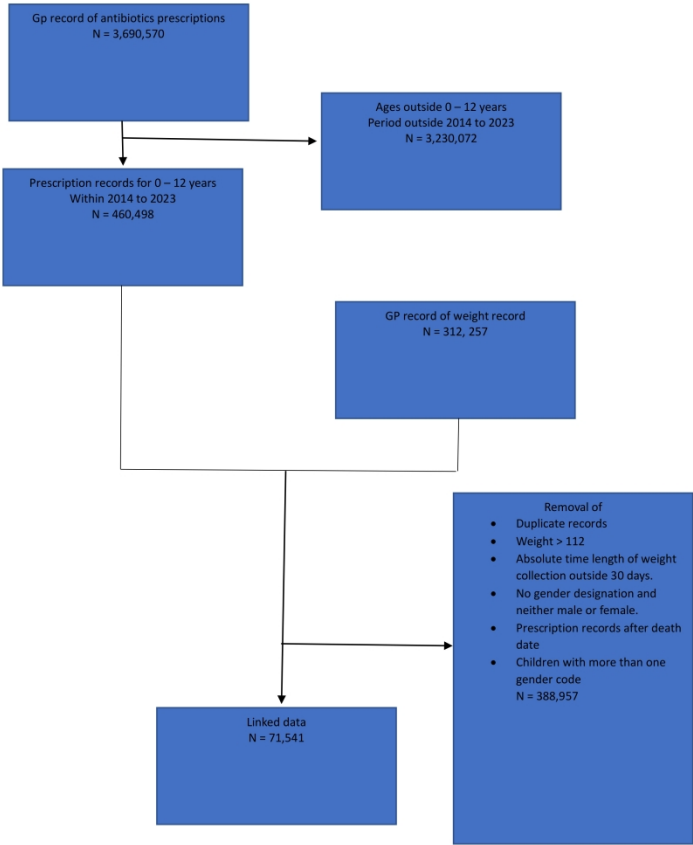 Gp record of antibiotics prescriptions
N = 3,690,570
Ages outside 0 – 12 years
Period outside 2014 to 2023
N = 3,230,072
Prescription records for 0 – 12 years
Within 2014 to 2023
N = 460,498
GP record of weight record
N = 312, 257
Removal of
• Duplicate records
• Weight > 112
• Absolute time length of weight
collection outside 30 days.
• No gender designation and
neither male or female.
• Prescription records after death
date
• Children with more than one
gender code
N = 388,957
Linked data
N = 71,541